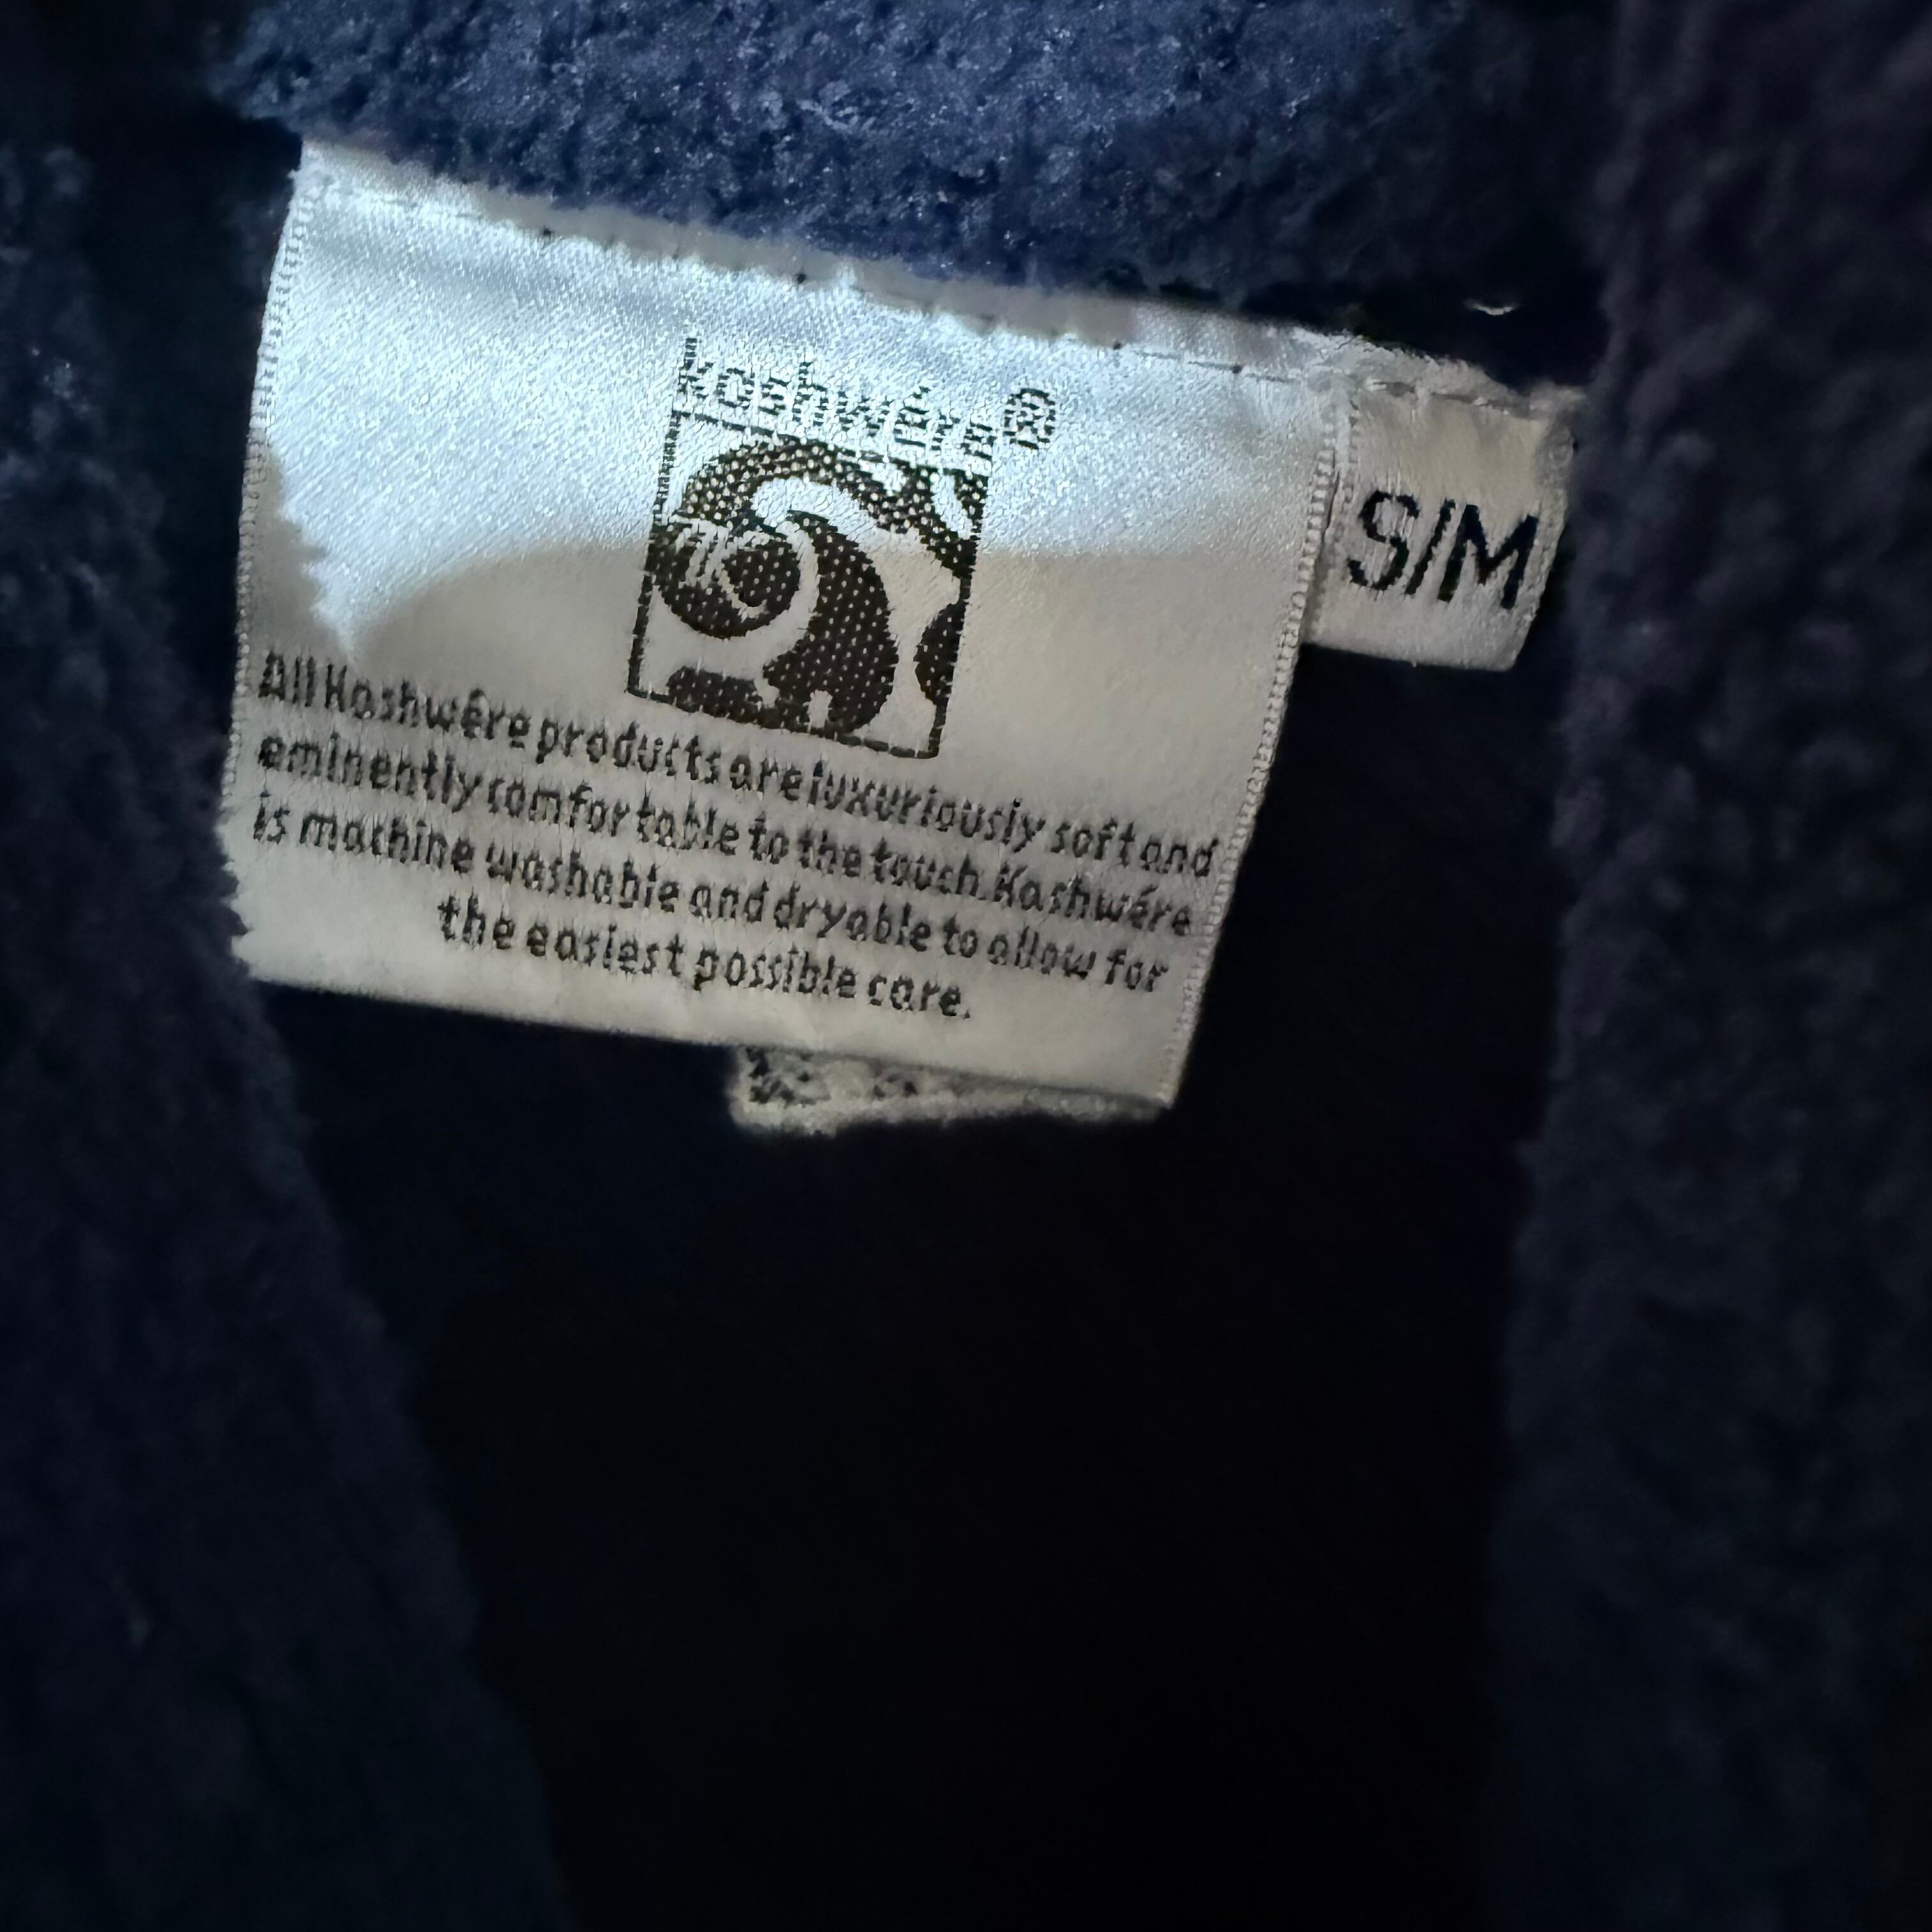 kashwére®
S/M
All Kashwére products are luxuriously soft and
eminently comfortable to the touch. Kashwére
is machine washable and dryable to allow for
the easiest possible care.